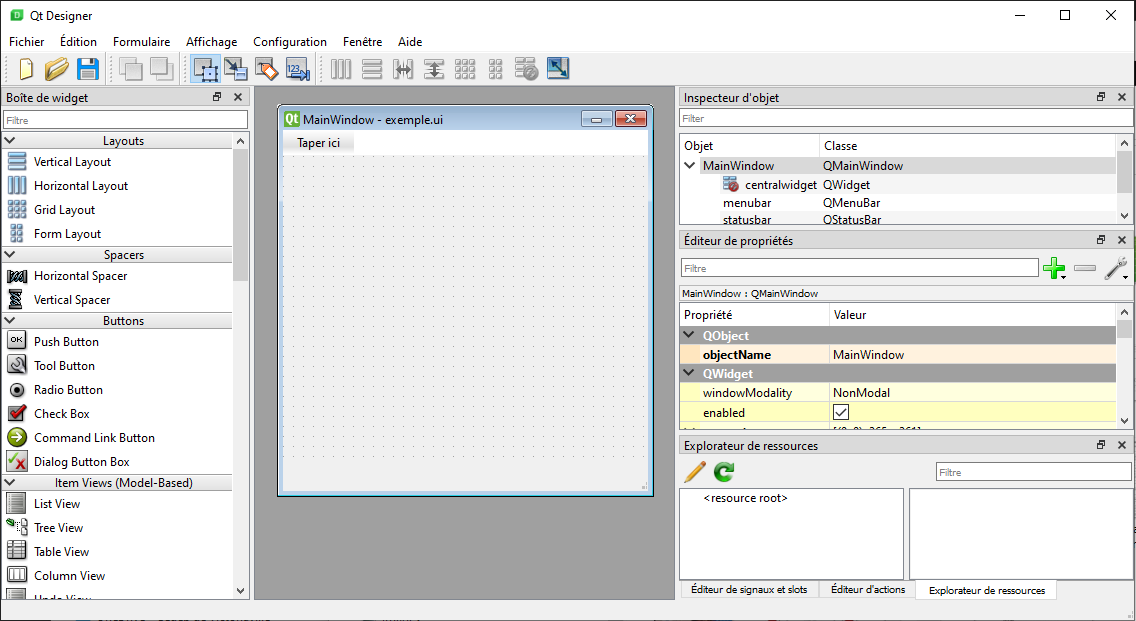 Qt Designer
Fichier Édition Formulaire Affichage Configuration Fenêtre Aide
123
Boîte de widget
Filtre
Layouts
Vertical Layout
Horizontal Layout
Grid Layout
Form Layout
Spacers
Horizontal Spacer
Vertical Spacer
Buttons
OK Push Button
Tool Button
Radio Button
Check Box
Command Link Button
Dialog Button Box
Item Views (Model-Based)
List View
Tree View
Table View
Column View
Undo View
Qt MainWindow - exemple.ui
Taper ici
Inspecteur d'objet
Filter
Objet Classe
MainWindow QMainWindow
centralwidget QWidget
menubar QMenuBar
statusbar QStatusBar
Éditeur de propriétés
Filtre
MainWindow : QMainWindow
Propriété Valeur
QObject
objectName MainWindow
QWidget
windowModality NonModal
enabled
Explorateur de ressources
Filtre
<resource root>
Éditeur de signaux et slots Éditeur d'actions Explorateur de ressources